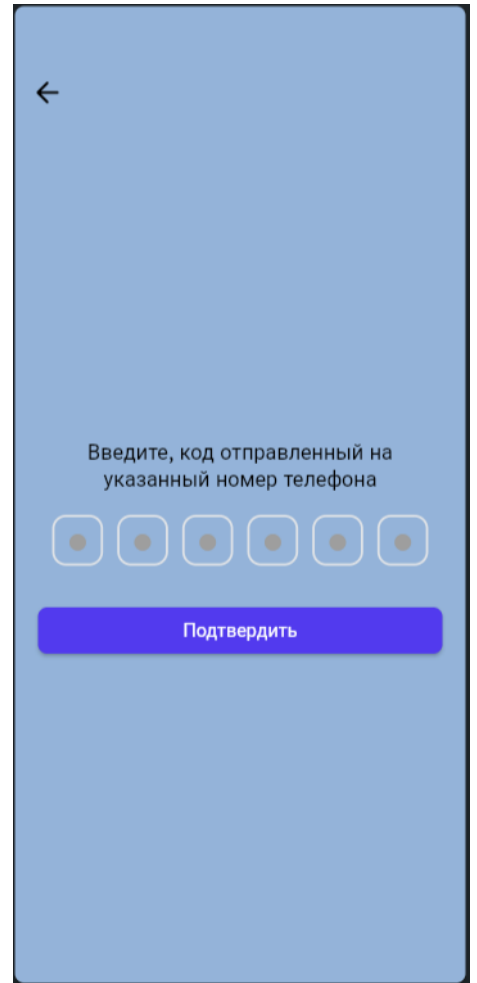 Введите, код отправленный на
указанный номер телефона
Подтвердить